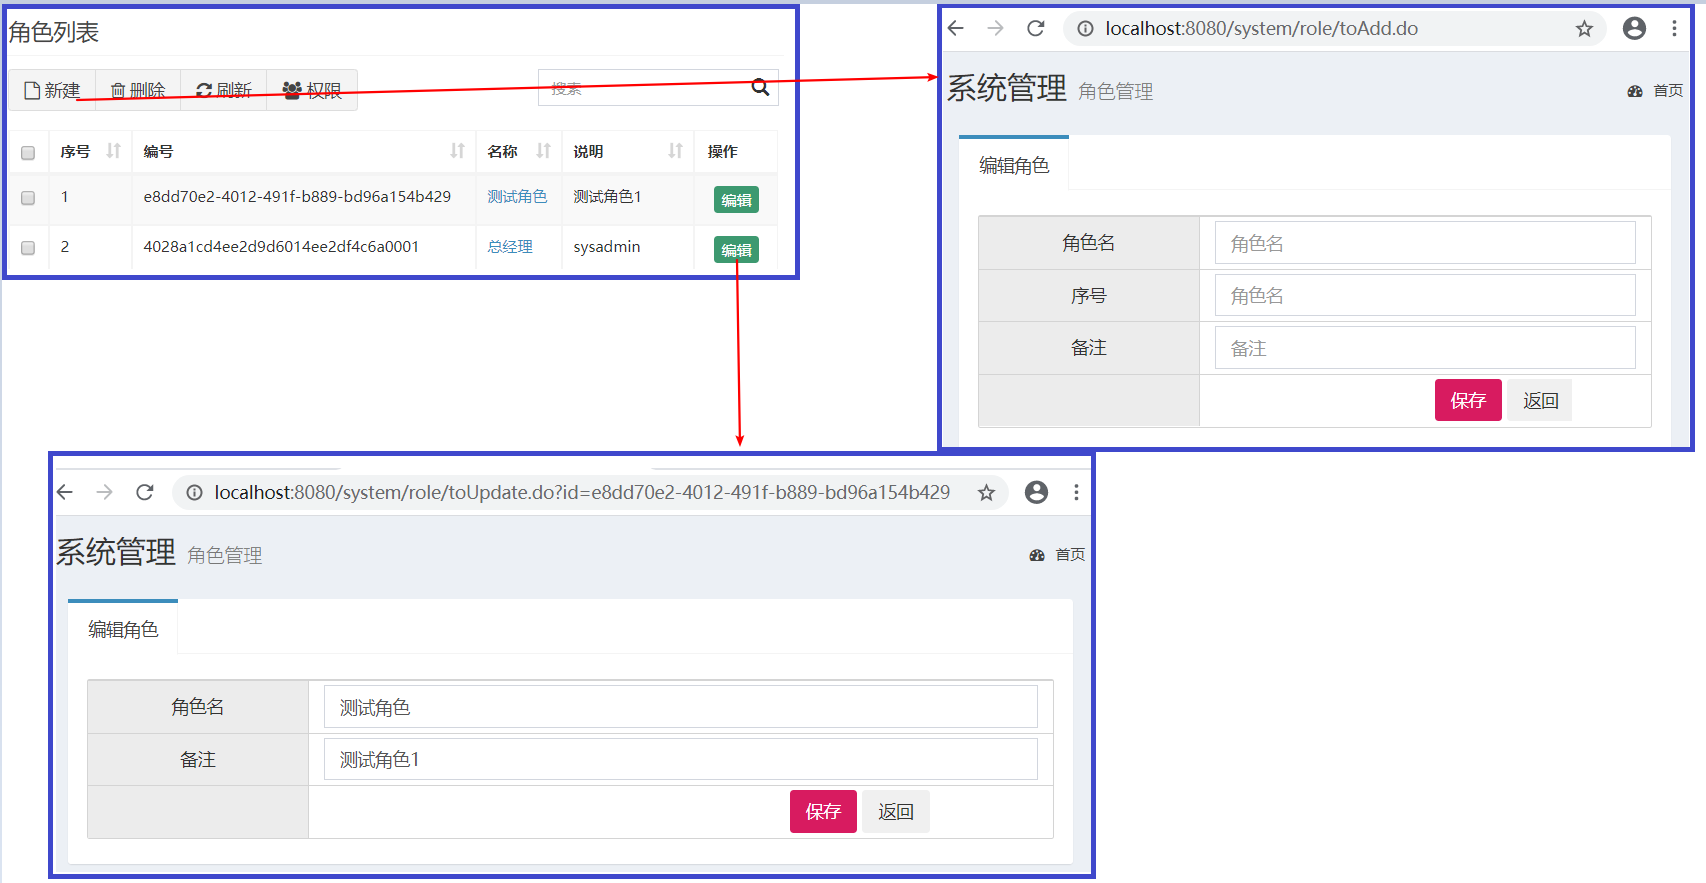 角色列表
新建 删除 刷新 权限 搜索
序号 编号 名称 说明 操作
1 e8dd70e2-4012-491f-b889-bd96a154b429 测试角色 测试角色1 编辑
2 4028a1cd4ee2d9d6014ee2df4c6a0001 总经理 sysadmin 编辑
localhost:8080/system/role/toAdd.do
系统管理 角色管理 首页
编辑角色
角色名 角色名
序号 角色名
备注 备注
保存 返回
localhost:8080/system/role/toUpdate.do?id=e8dd70e2-4012-491f-b889-bd96a154b429
系统管理 角色管理 首页
编辑角色
角色名 测试角色
备注 测试角色1
保存 返回